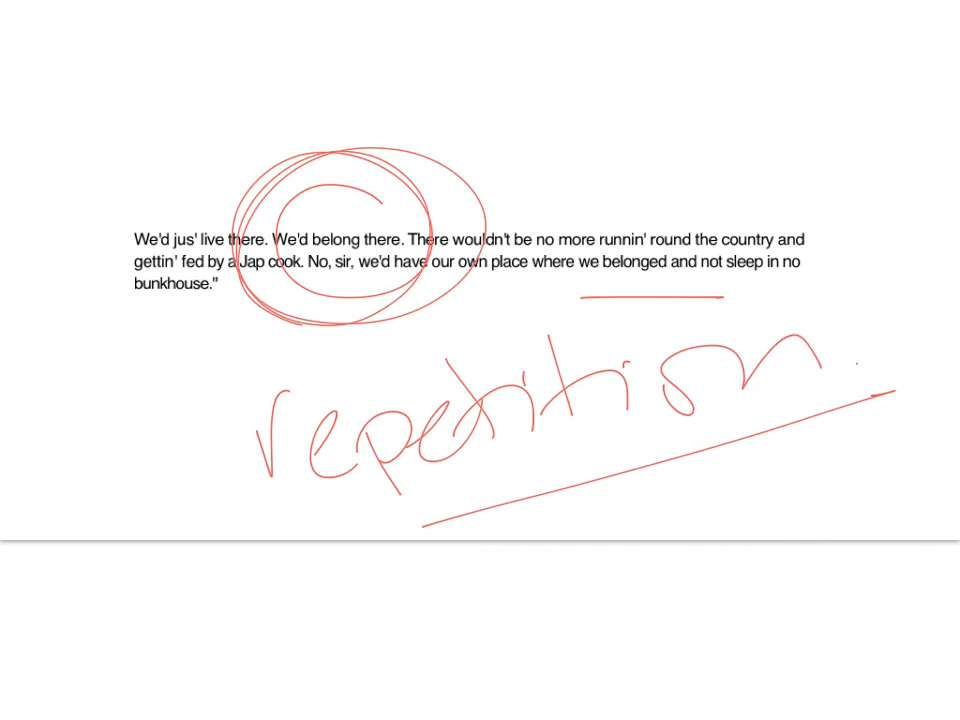 We'd jus' live there. We'd belong there. There wouldn't be no more runnin' round the country and
gettin' fed by a Jap cook. No, sir, we'd have our own place where we belonged and not sleep in no
bunkhouse."
repetition